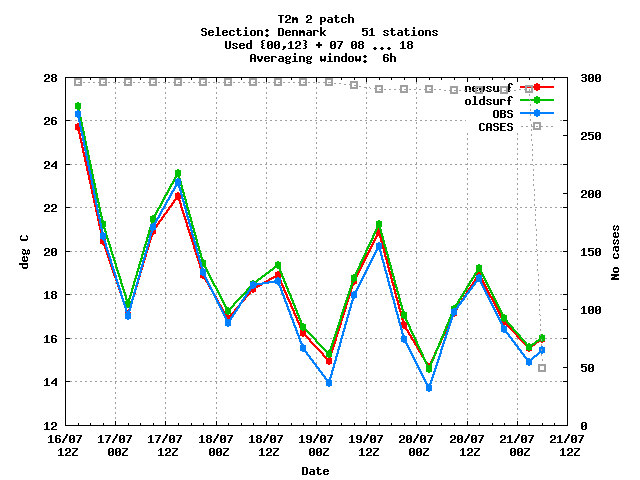 T2m 2 patch
Selection: Denmark 51 stations
Used {00,12} + 07 08 ... 18
Averaging window: 6h
newsurf
oldsurf
OBS
CASES
deg C
28
26
24
22
20
18
16
14
12
300
250
200
150
100
50
0
No cases
16/07 17/07 17/07 18/07 18/07 19/07 19/07 20/07 20/07 21/07 21/07
12Z 00Z 12Z 00Z 12Z 00Z 12Z 00Z 12Z 00Z 12Z
Date